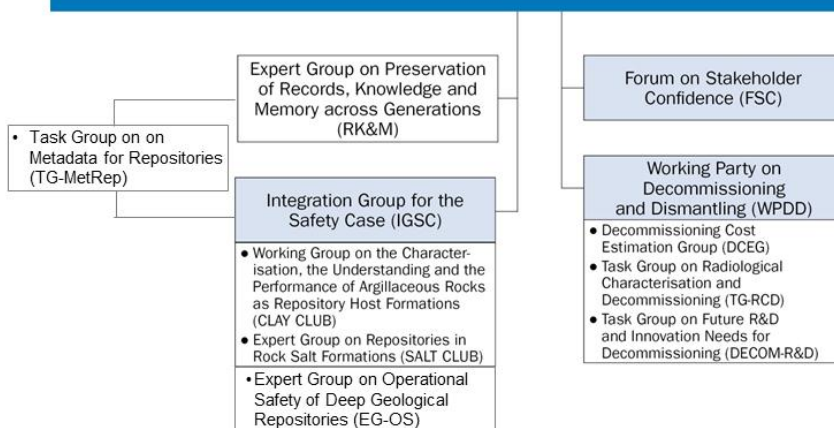 Expert Group on Preservation
of Records, Knowledge and
Memory across Generations
(RK&M)
• Task Group on on
Metadata for Repositories
(TG-MetRep)
Integration Group for the
Safety Case (IGSC)
● Working Group on the Character-
isation, the Understanding and the
Performance of Argillaceous Rocks
as Repository Host Formations
(CLAY CLUB)
● Expert Group on Repositories in
Rock Salt Formations (SALT CLUB)
• Expert Group on Operational
Safety of Deep Geological
Repositories (EG-OS)
Forum on Stakeholder
Confidence (FSC)
Working Party on
Decommissioning
and Dismantling (WPDD)
● Decommissioning Cost
Estimation Group (DCEG)
● Task Group on Radiological
Characterisation and
Decommissioning (TG-RCD)
● Task Group on Future R&D
and Innovation Needs for
Decommissioning (DECOM-R&D)